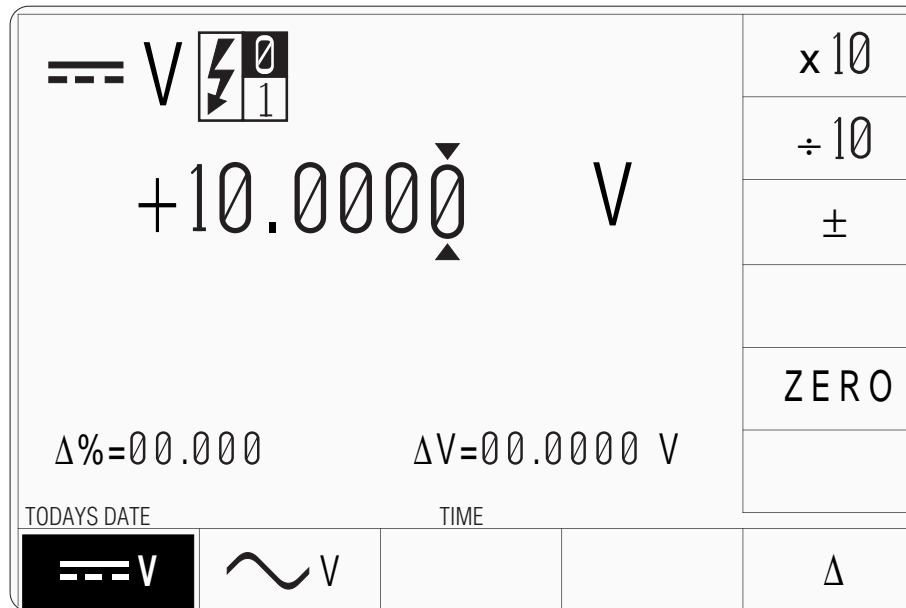 V 0
1
+10.0000 V
Δ%=00.000 ΔV=00.0000 V
TODAYS DATE TIME
x10
÷10
±
ZERO
V
V
Δ